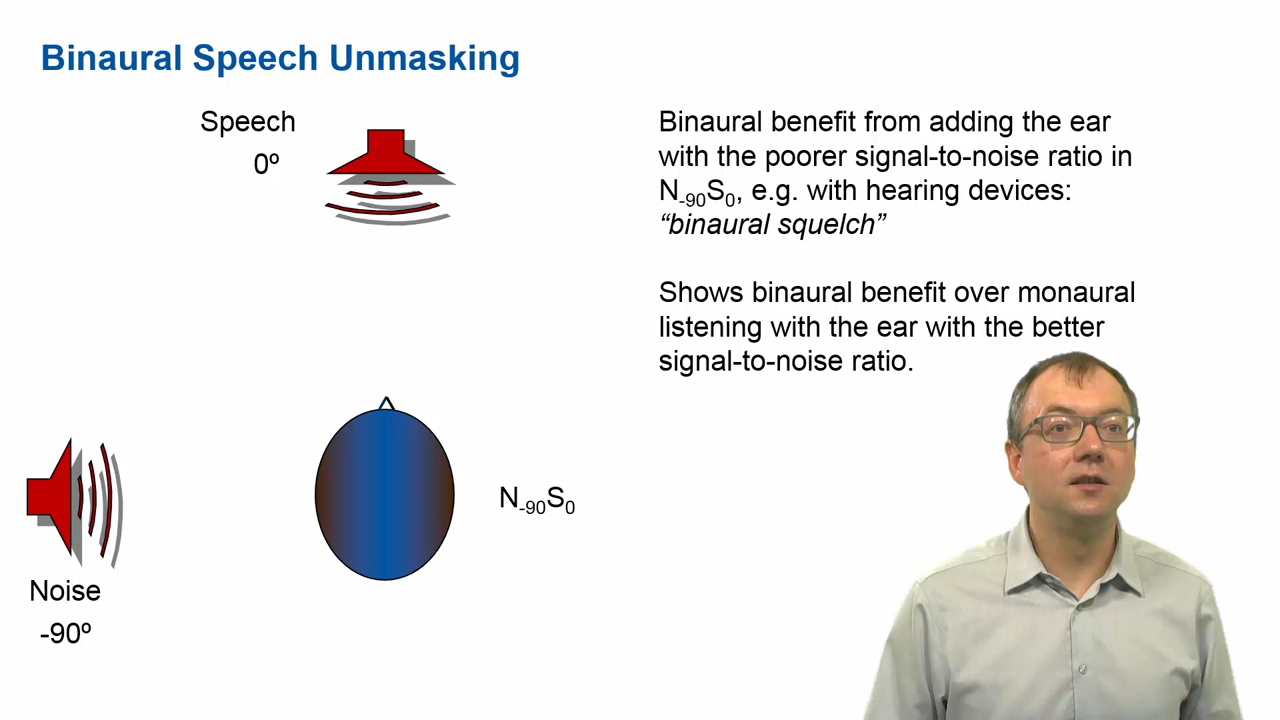 Binaural Speech Unmasking
Speech
0º
Binaural benefit from adding the ear
with the poorer signal-to-noise ratio in
N-90S0, e.g. with hearing devices:
“binaural squelch”
Shows binaural benefit over monaural
listening with the ear with the better
signal-to-noise ratio.
N-90S0
Noise
-90º